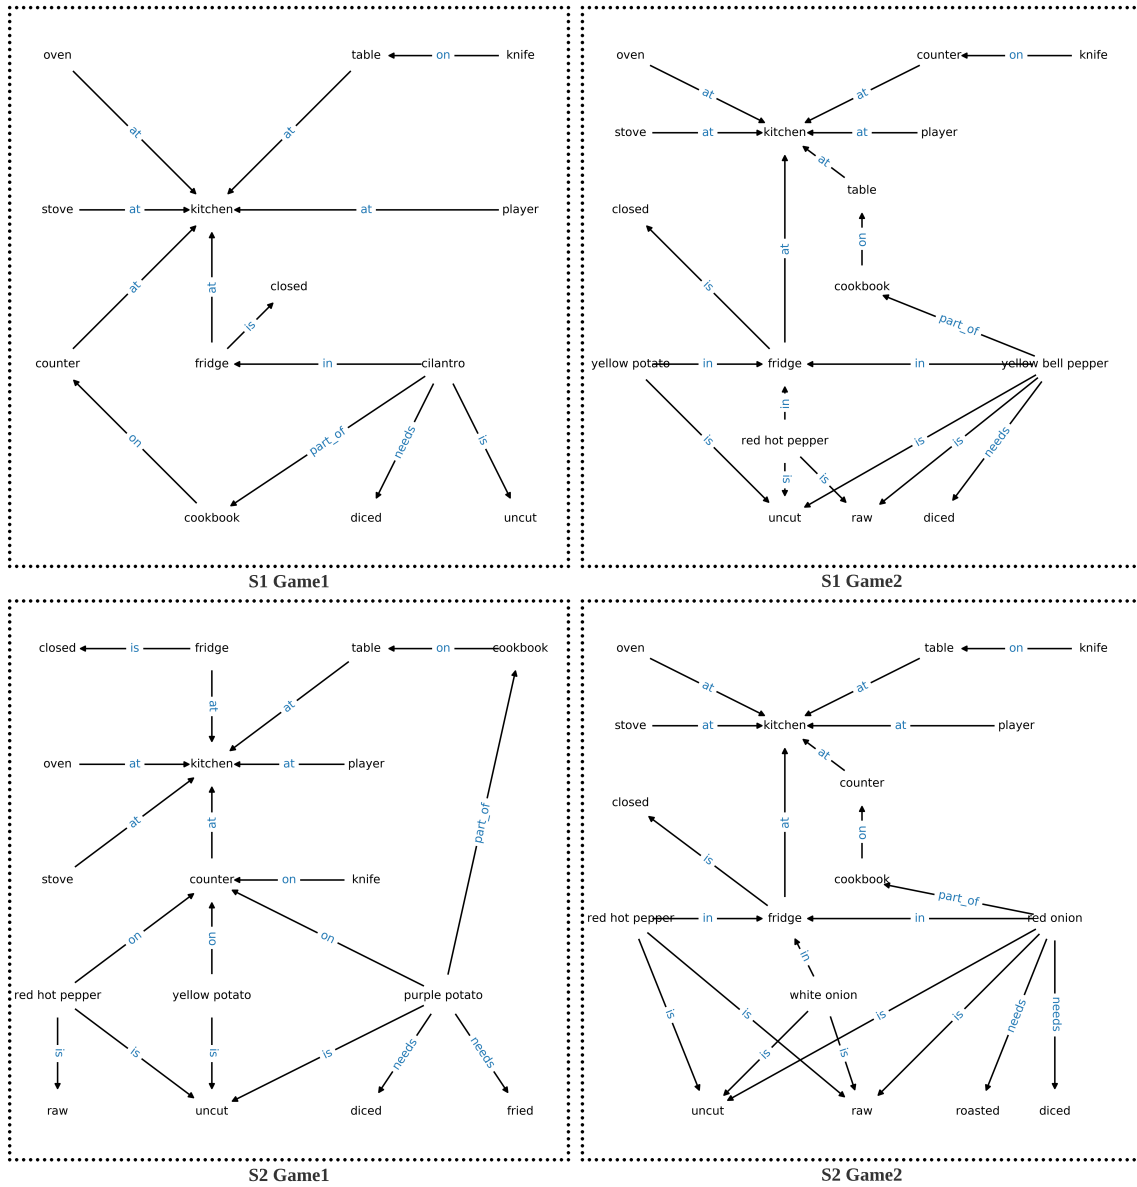 oven
table
on
knife
at
at
stove
at
kitchen
at
player
at
at
closed
is
counter
fridge
in
cilantro
on
part_of
needs
is
cookbook
diced
uncut
S1 Game1
oven
counter
on
knife
at
at
stove
at
kitchen
at
player
at
table
closed
on
at
is
cookbook
part_of
yellow potato
in
fridge
in
yellow bell pepper
in
is
red hot pepper
is
is
needs
is
is
uncut
raw
diced
S1 Game2
closed
is
fridge
table
on
cookbook
at
at
oven
at
kitchen
at
player
at
at
part_of
stove
counter
on
knife
on
on
on
red hot pepper
yellow potato
purple potato
is
is
is
is
needs
needs
raw
uncut
diced
fried
S2 Game1
oven
table
on
knife
at
at
stove
at
kitchen
at
player
at
counter
closed
at
on
is
cookbook
part_of
red hot pepper
in
fridge
in
red onion
in
white onion
is
is
is
is
needs
needs
is
is
uncut
raw
roasted
diced
S2 Game2